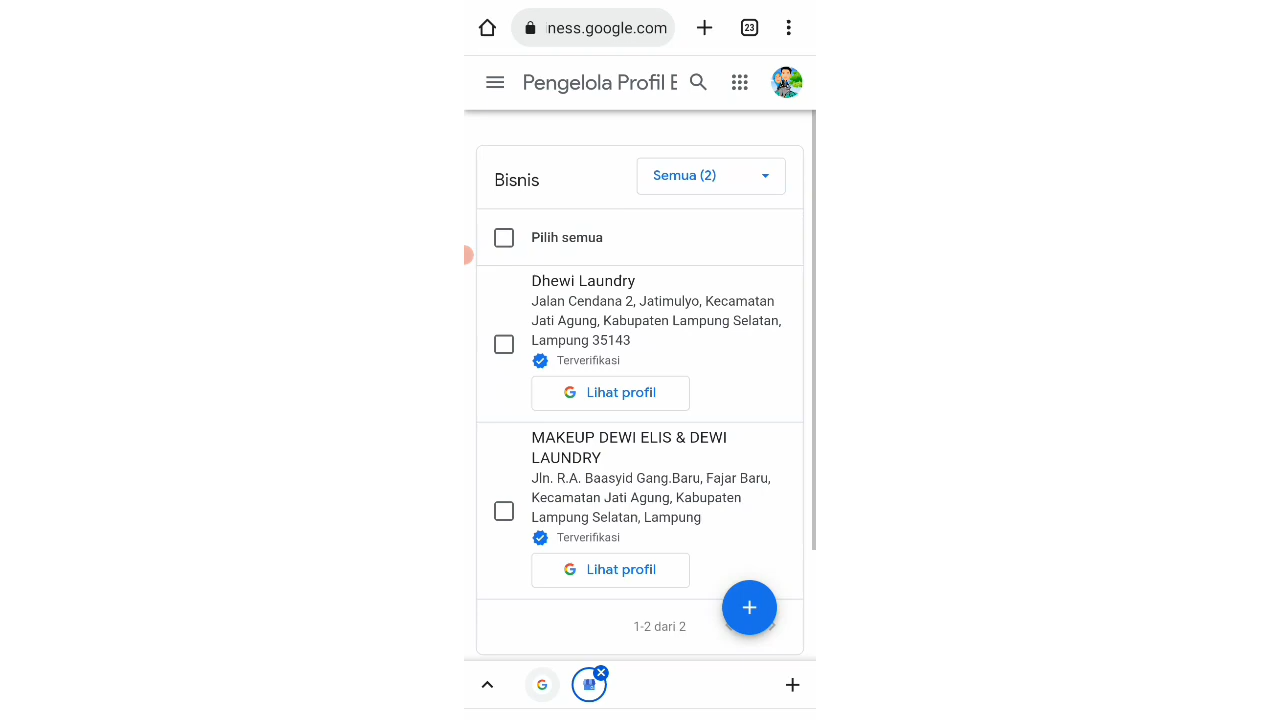 iness.google.com
23
Pengelola Profil B
Bisnis
Semua (2)
Pilih semua
Dhewi Laundry
Jalan Cendana 2, Jatimulyo, Kecamatan
Jati Agung, Kabupaten Lampung Selatan,
Lampung 35143
Terverifikasi
Lihat profil
MAKEUP DEWI ELIS & DEWI
LAUNDRY
Jln. R.A. Baasyid Gang.Baru, Fajar Baru,
Kecamatan Jati Agung, Kabupaten
Lampung Selatan, Lampung
Terverifikasi
Lihat profil
1-2 dari 2